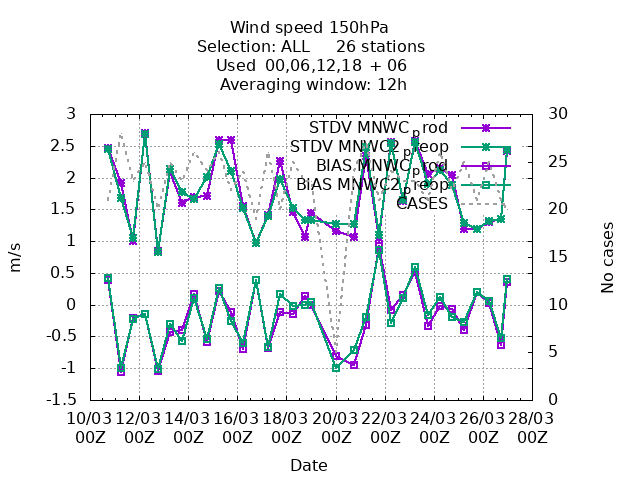 Wind speed 150hPa
Selection: ALL 26 stations
Used 00,06,12,18 + 06
Averaging window: 12h
3 30
STDV MNWC_prod
2.5 STDV MNWC2_preop 25
BIAS MNWC_prod
2 BIAS MNWC2_preop 20
1.5 CASES
1 15
0.5
0 10
-0.5
5
-1
-1.5 0
m/s
No cases
10/03 12/03 14/03 16/03 18/03 20/03 22/03 24/03 26/03 28/03
00Z 00Z 00Z 00Z 00Z 00Z 00Z 00Z 00Z 00Z
Date